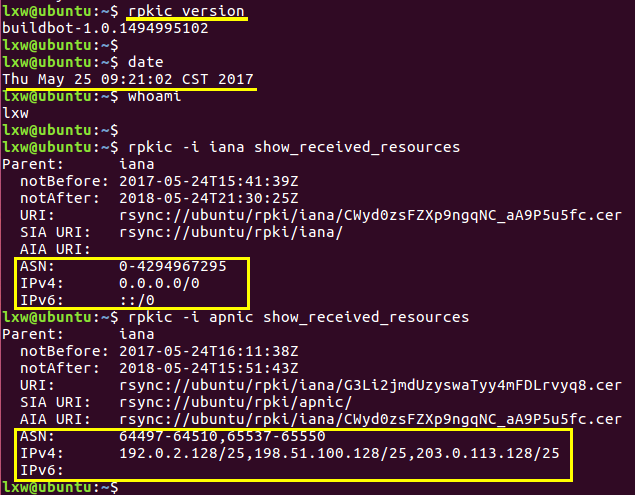 lxw@ubuntu:~$ rpkic version
buildbot-1.0.1494995102
lxw@ubuntu:~$
lxw@ubuntu:~$ date
Thu May 25 09:21:02 CST 2017
lxw@ubuntu:~$ whoami
lxw
lxw@ubuntu:~$
lxw@ubuntu:~$ rpkic -i iana show_received_resources
Parent:      iana
  notBefore: 2017-05-24T15:41:39Z
  notAfter:  2018-05-24T21:30:25Z
  URI:       rsync://ubuntu/rpki/iana/CWyd0zsFZXp9ngqNC_aA9P5u5fc.cer
  SIA URI:   rsync://ubuntu/rpki/iana/
  AIA URI:
  ASN:       0-4294967295
  IPv4:      0.0.0.0/0
  IPv6:      ::/0
lxw@ubuntu:~$ rpkic -i apnic show_received_resources
Parent:      iana
  notBefore: 2017-05-24T16:11:38Z
  notAfter:  2018-05-24T15:51:43Z
  URI:       rsync://ubuntu/rpki/iana/G3Li2jmdUzyswaTyy4mFDLrvyq8.cer
  SIA URI:   rsync://ubuntu/rpki/apnic/
  AIA URI:   rsync://ubuntu/rpki/iana/CWyd0zsFZXp9ngqNC_aA9P5u5fc.cer
  ASN:       64497-64510,65537-65550
  IPv4:      192.0.2.128/25,198.51.100.128/25,203.0.113.128/25
  IPv6:
lxw@ubuntu:~$